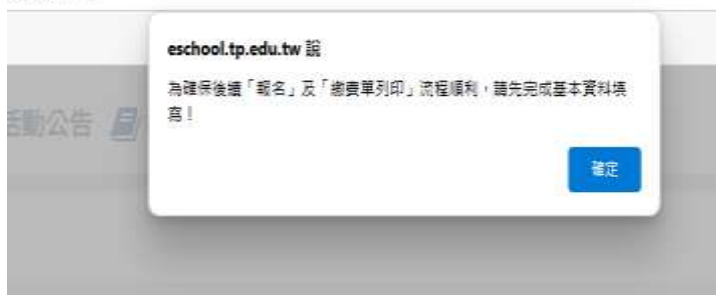 eschool.tp.edu.tw 說
為確保後續「報名」及「繳費單列印」流程順利，請先完成基本資料填
寫！
活動公告
確定